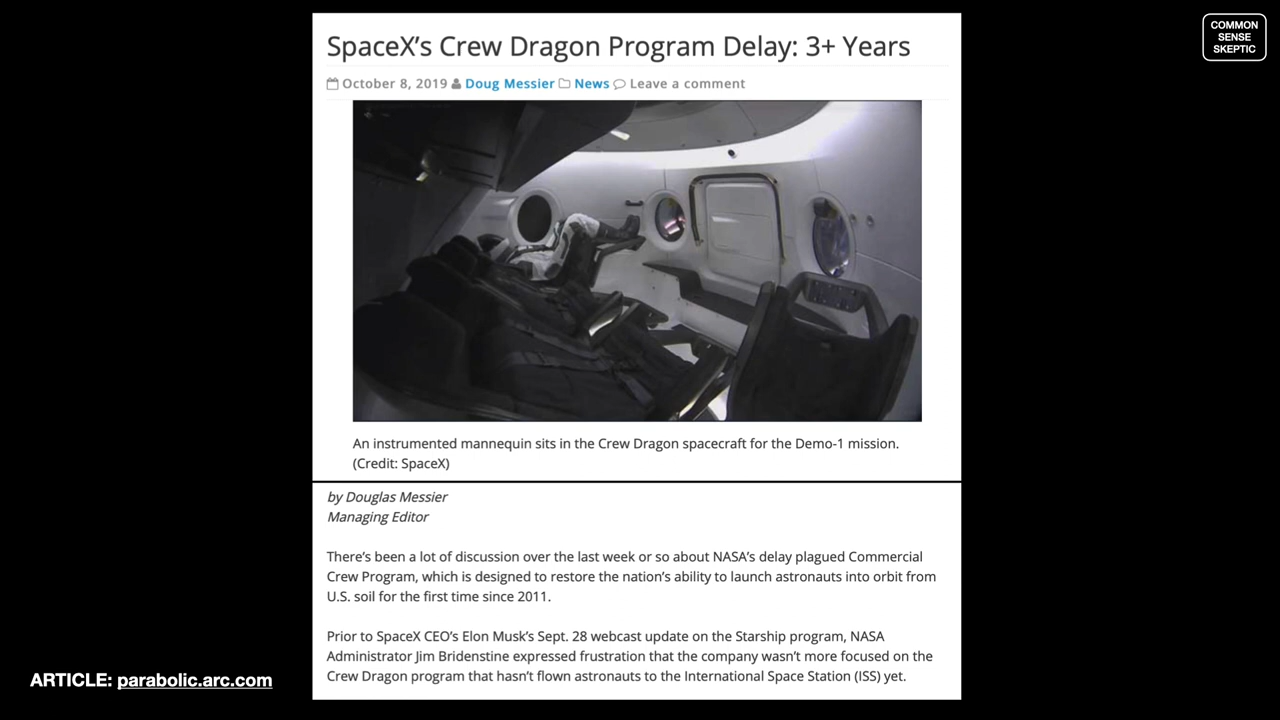 COMMON
SENSE
SKEPTIC
SpaceX's Crew Dragon Program Delay: 3+ Years
October 8, 2019 Doug Messier News Leave a comment
An instrumented mannequin sits in the Crew Dragon spacecraft for the Demo-1 mission.
(Credit: SpaceX)
by Douglas Messier
Managing Editor
There's been a lot of discussion over the last week or so about NASA's delay plagued Commercial
Crew Program, which is designed to restore the nation's ability to launch astronauts into orbit from
U.S. soil for the first time since 2011.
Prior to SpaceX CEO's Elon Musk's Sept. 28 webcast update on the Starship program, NASA
Administrator Jim Bridenstine expressed frustration that the company wasn't more focused on the
Crew Dragon program that hasn't flown astronauts to the International Space Station (ISS) yet.
ARTICLE: parabolic.arc.com